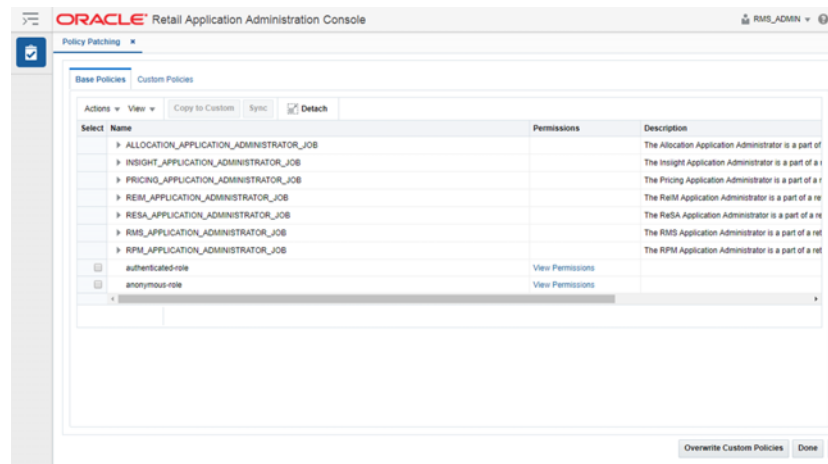 ORACLE® Retail Application Administration Console
RMS_ADMIN
Policy Patching ×
Base Policies Custom Policies
Actions View Copy to Custom Sync Detach
Select Name Permissions Description
ALLOCATION_APPLICATION_ADMINISTRATOR_JOB The Allocation Application Administrator is a part of
INSIGHT_APPLICATION_ADMINISTRATOR_JOB The Insight Application Administrator is a part of a r
PRICING_APPLICATION_ADMINISTRATOR_JOB The Pricing Application Administrator is a part of a r
REIM_APPLICATION_ADMINISTRATOR_JOB The ReIM Application Administrator is a part of a re
RESA_APPLICATION_ADMINISTRATOR_JOB The ReSA Application Administrator is a part of a re
RMS_APPLICATION_ADMINISTRATOR_JOB The RMS Application Administrator is a part of a ret
RPM_APPLICATION_ADMINISTRATOR_JOB The RPM Application Administrator is a part of a ret
authenticated-role View Permissions
anonymous-role View Permissions
Overwrite Custom Policies Done